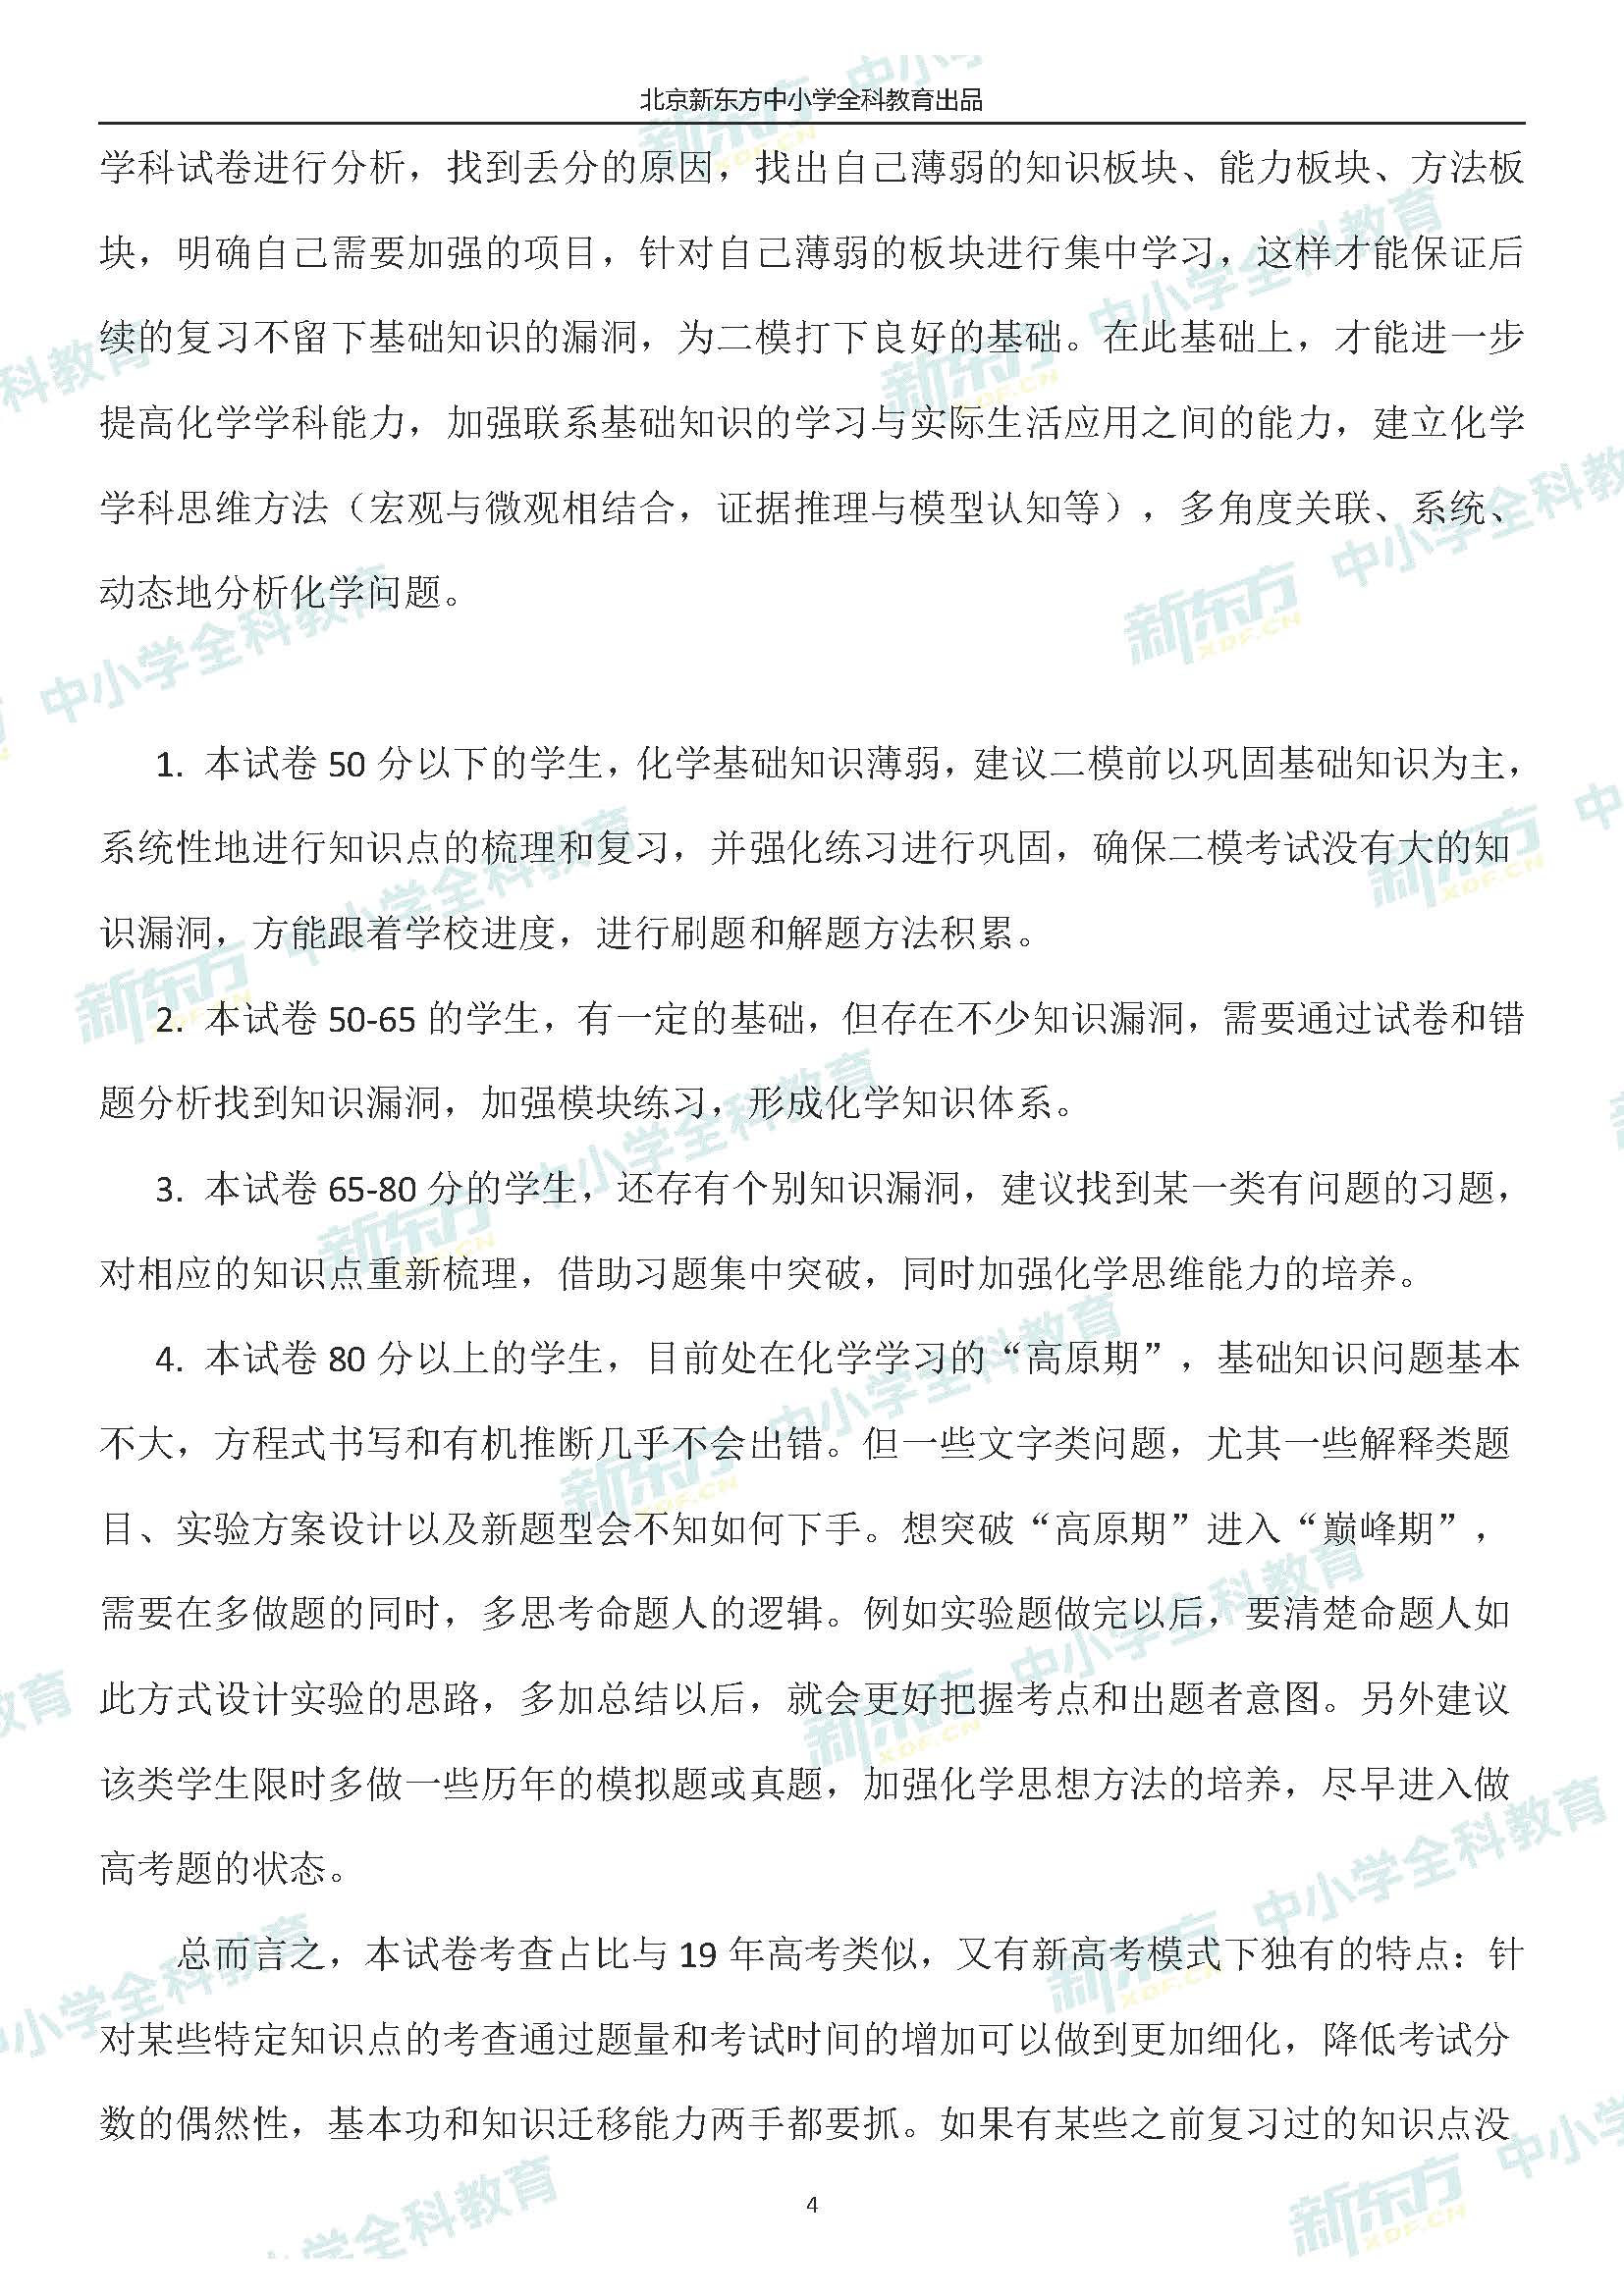 北京新东方中小学全科教育出品
学科试卷进行分析，找到丢分的原因，找出自己薄弱的知识板块、能力板块、方法板
块，明确自己需要加强的项目，针对自己薄弱的板块进行集中学习，这样才能保证后
续的复习不留下基础知识的漏洞，为二模打下良好的基础。在此基础上，才能进一步
提高化学学科能力，加强联系基础知识的学习与实际生活应用之间的能力，建立化学
学科思维方法（宏观与微观相结合，证据推理与模型认知等），多角度关联、系统、
动态地分析化学问题。
1. 本试卷 50 分以下的学生，化学基础知识薄弱，建议二模前以巩固基础知识为主，
系统性地进行知识点的梳理和复习，并强化练习进行巩固，确保二模考试没有大的知
识漏洞，方能跟着学校进度，进行刷题和解题方法积累。
2. 本试卷 50-65 的学生，有一定的基础，但存在不少知识漏洞，需要通过试卷和错
题分析找到知识漏洞，加强模块练习，形成化学知识体系。
3. 本试卷 65-80 分的学生，还存有个别知识漏洞，建议找到某一类有问题的习题，
对相应的知识点重新梳理，借助习题集中突破，同时加强化学思维能力的培养。
4. 本试卷 80 分以上的学生，目前处在化学学习的“高原期”，基础知识问题基本
不大，方程式书写和有机推断几乎不会出错。但一些文字类问题，尤其一些解释类题
目、实验方案设计以及新题型会不知如何下手。想突破“高原期”进入“巅峰期”，
需要在多做题的同时，多思考命题人的逻辑。例如实验题做完以后，要清楚命题人如
此方式设计实验的思路，多加总结以后，就会更好把握考点和出题者意图。另外建议
该类学生限时多做一些历年的模拟题或真题，加强化学思想方法的培养，尽早进入做
高考题的状态。
总而言之，本试卷考查占比与 19 年高考类似，又有新高考模式下独有的特点：针
对某些特定知识点的考查通过题量和考试时间的增加可以做到更加细化，降低考试分
数的偶然性，基本功和知识迁移能力两手都要抓。如果有某些之前复习过的知识点没
4
新东方 XDF.CN 中小学全科教育